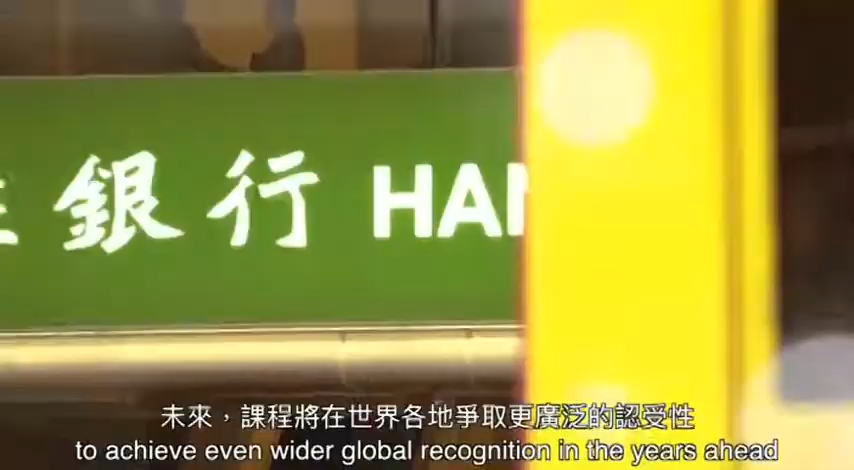 銀行 HAN
未來，課程將在世界各地爭取更廣泛的認受性
to achieve even wider global recognition in the years ahead